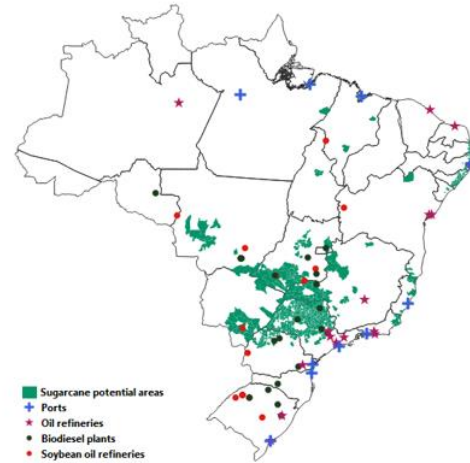 Sugarcane potential areas
Ports
Oil refineries
Biodiesel plants
Soybean oil refineries